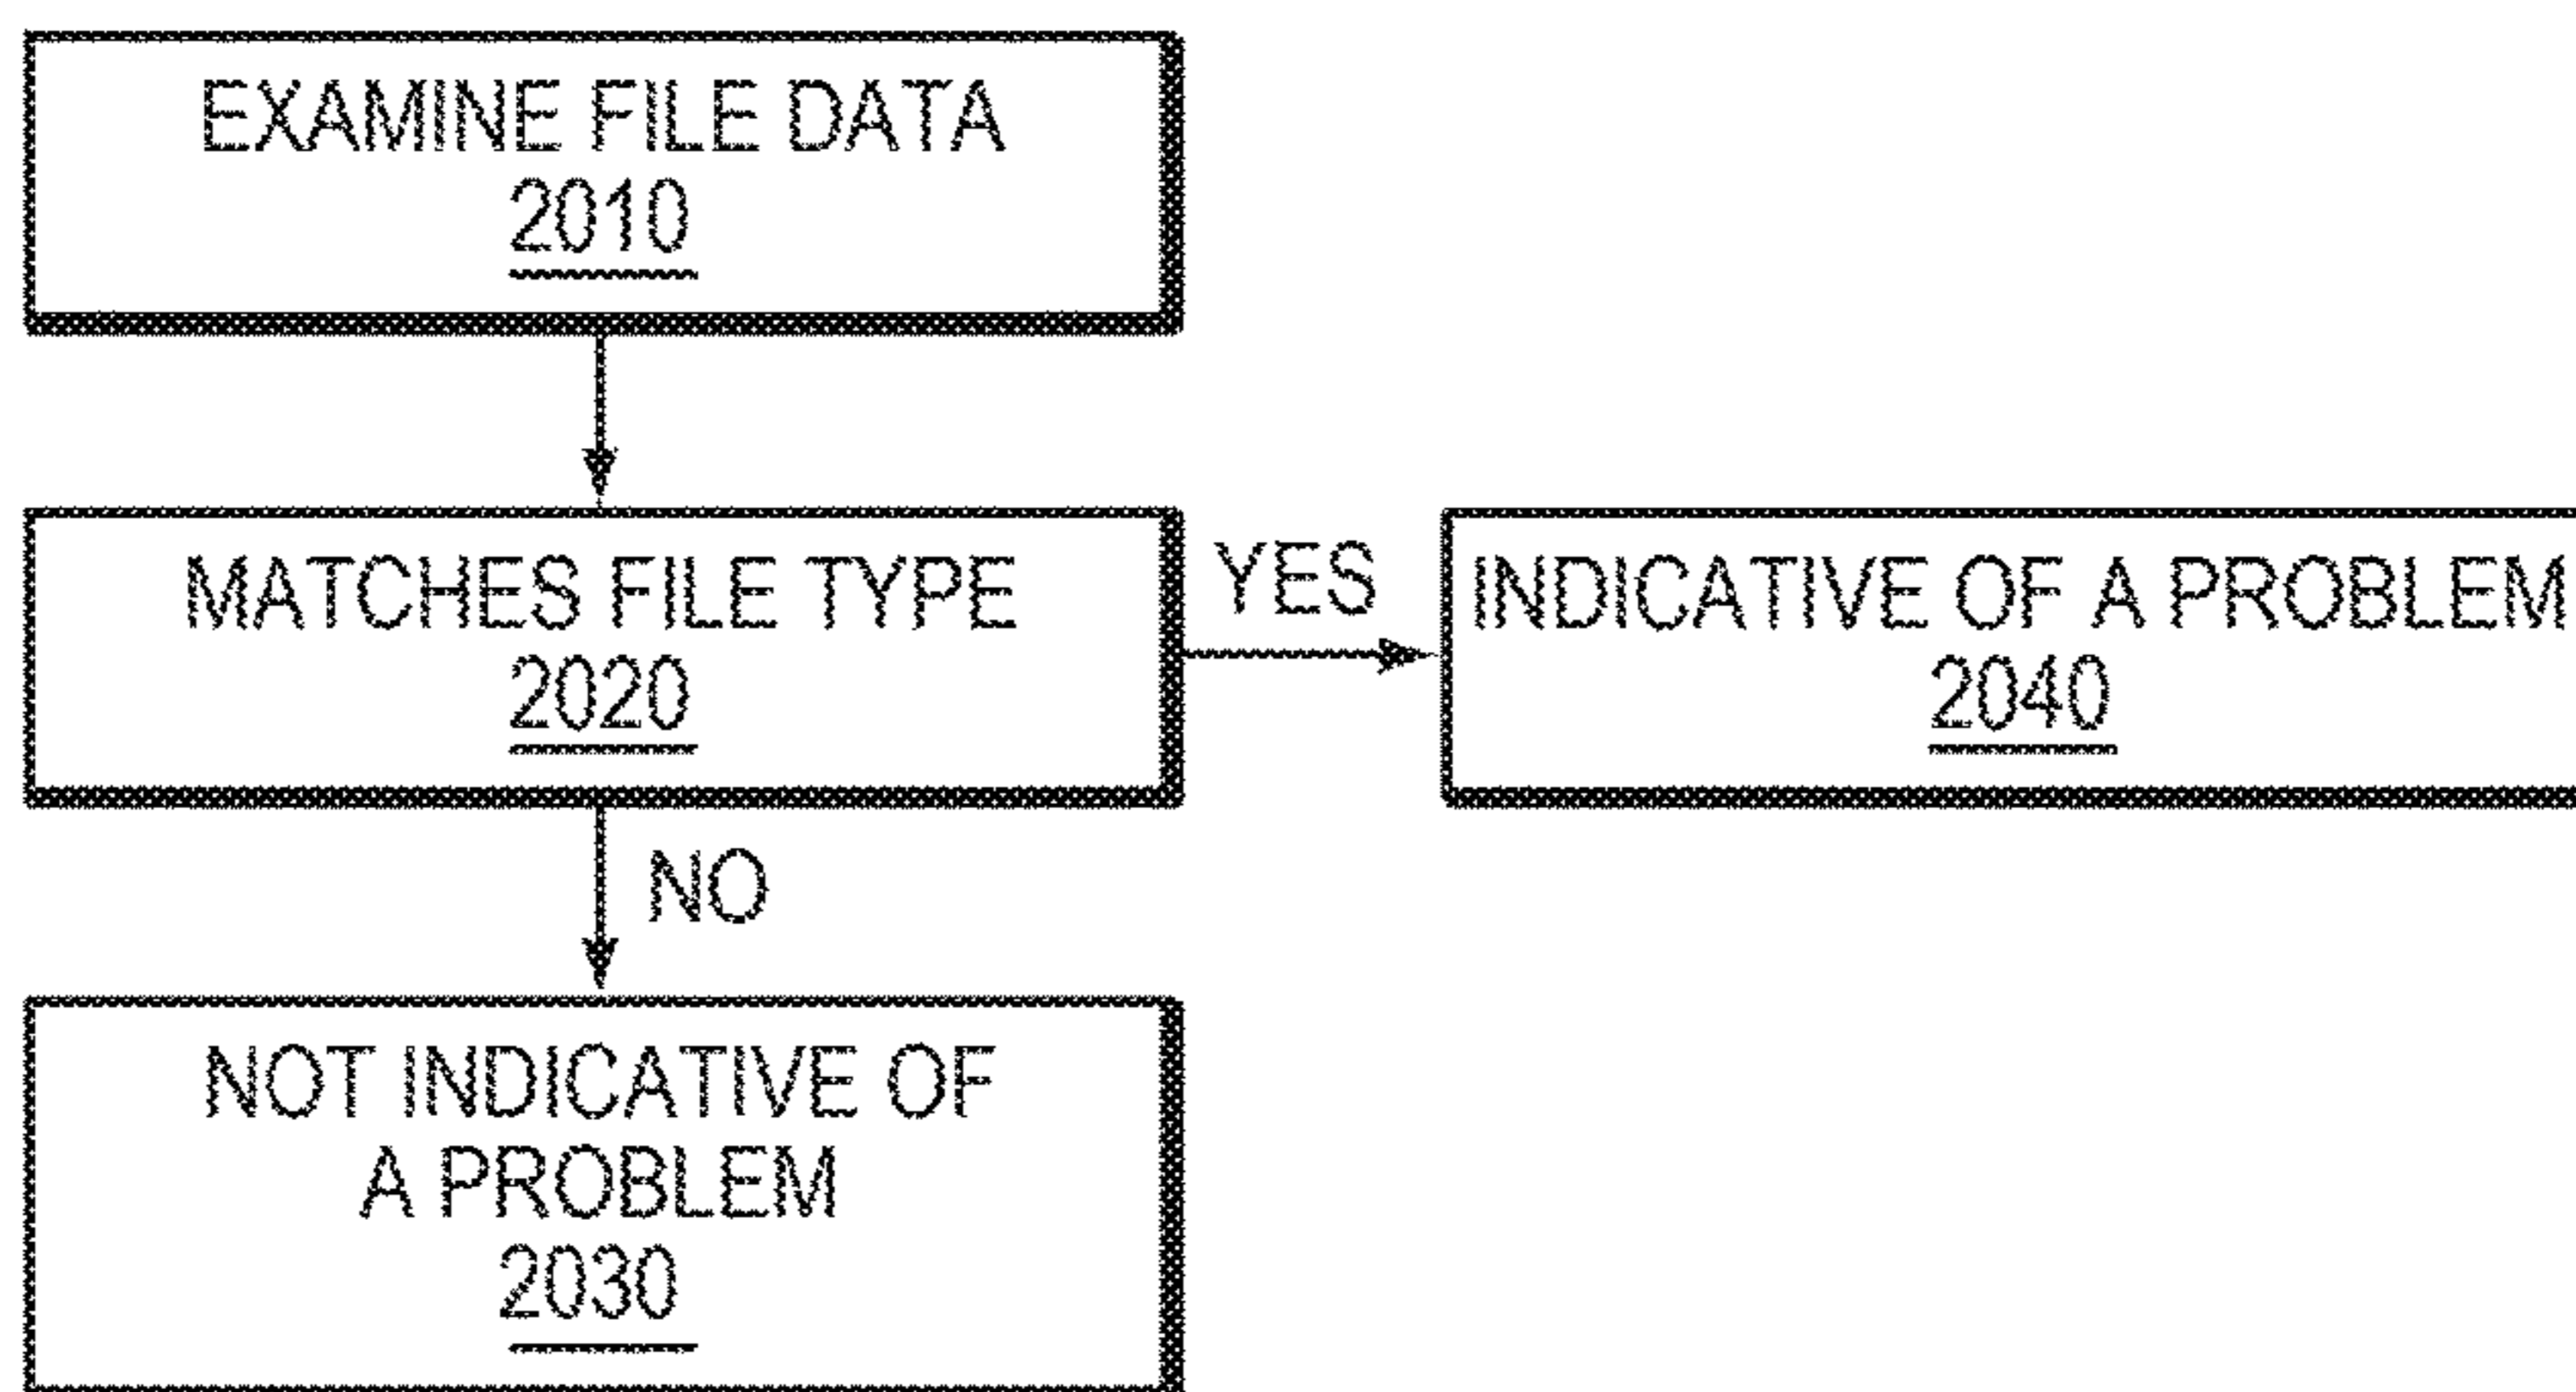 EXAMINE FILE DATA
2010
MATCHES FILE TYPE
2020
YES
INDICATIVE OF A PROBLEM
2040
NO
NOT INDICATIVE OF
A PROBLEM
2030